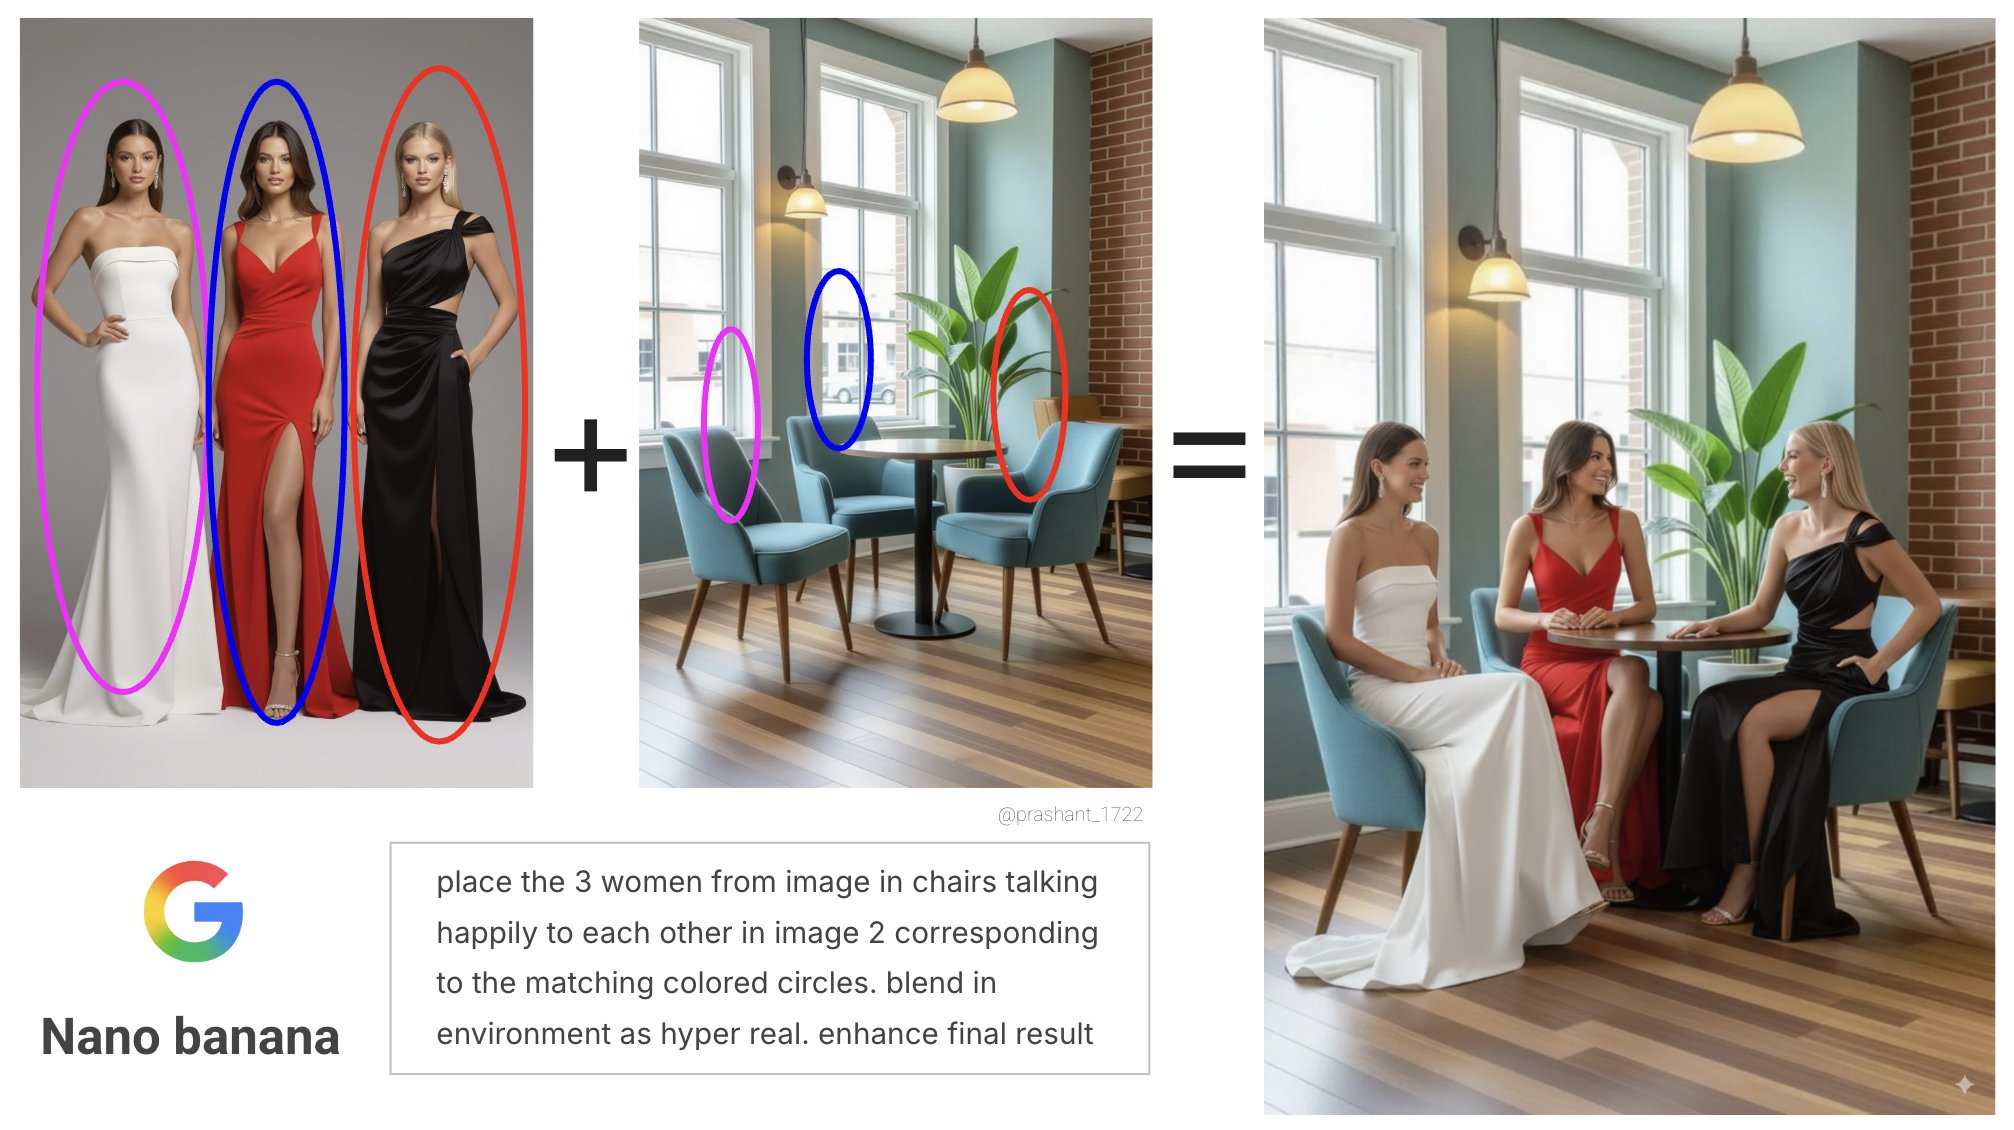 +
=
@prashant_1722
place the 3 women from image in chairs talking
happily to each other in image 2 corresponding
to the matching colored circles. blend in
environment as hyper real. enhance final result
G
Nano banana